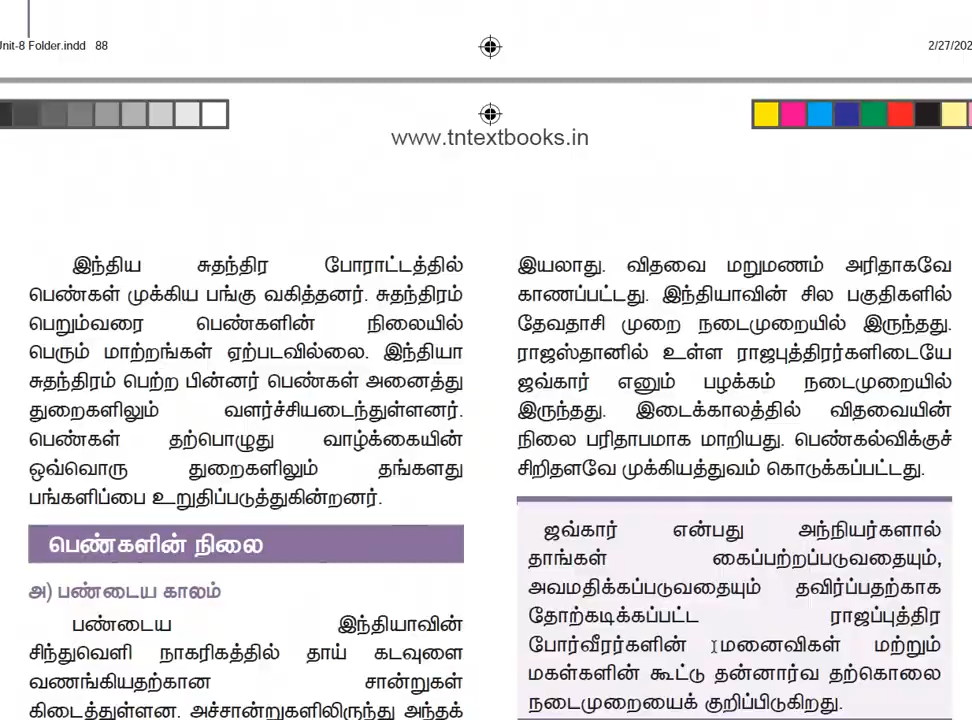 Unit-8 Folder.indd 88
2/27/202
www.tntextbooks.in
இந்திய சுதந்திர போராட்டத்தில்
பெண்கள் முக்கிய பங்கு வகித்தனர். சுதந்திரம்
பெறும்வரை பெண்களின் நிலையில்
பெரும் மாற்றங்கள் ஏற்படவில்லை. இந்தியா
சுதந்திரம் பெற்ற பின்னர் பெண்கள் அனைத்து
துறைகளிலும் வளர்ச்சியடைந்துள்ளனர்.
பெண்கள் தற்பொழுது வாழ்க்கையின்
ஒவ்வொரு துறைகளிலும் தங்களது
பங்களிப்பை உறுதிப்படுத்துகின்றனர்.
பெண்களின் நிலை
அ) பண்டைய காலம்
பண்டைய இந்தியாவின்
சிந்துவெளி நாகரிகத்தில் தாய் கடவுளை
வணங்கியதற்கான சான்றுகள்
கிடைத்துள்ளன. அச்சான்றுகளிலிருந்து அந்தக்
இயலாது. விதவை மறுமணம் அரிதாகவே
காணப்பட்டது. இந்தியாவின் சில பகுதிகளில்
தேவதாசி முறை நடைமுறையில் இருந்தது.
ராஜஸ்தானில் உள்ள ராஜபுத்திரர்களிடையே
ஜவ்கார் எனும் பழக்கம் நடைமுறையில்
இருந்தது. இடைக்காலத்தில் விதவையின்
நிலை பரிதாபமாக மாறியது. பெண்கல்விக்குச்
சிறிதளவே முக்கியத்துவம் கொடுக்கப்பட்டது.
ஜவ்கார் என்பது அந்நியர்களால்
தாங்கள் கைப்பற்றப்படுவதையும்,
அவமதிக்கப்படுவதையும் தவிர்ப்பதற்காக
தோற்கடிக்கப்பட்ட ராஜப்புத்திர
போர்வீரர்களின் மனைவிகள் மற்றும்
மகள்களின் கூட்டு தன்னார்வ தற்கொலை
நடைமுறையைக் குறிப்பிடுகிறது.